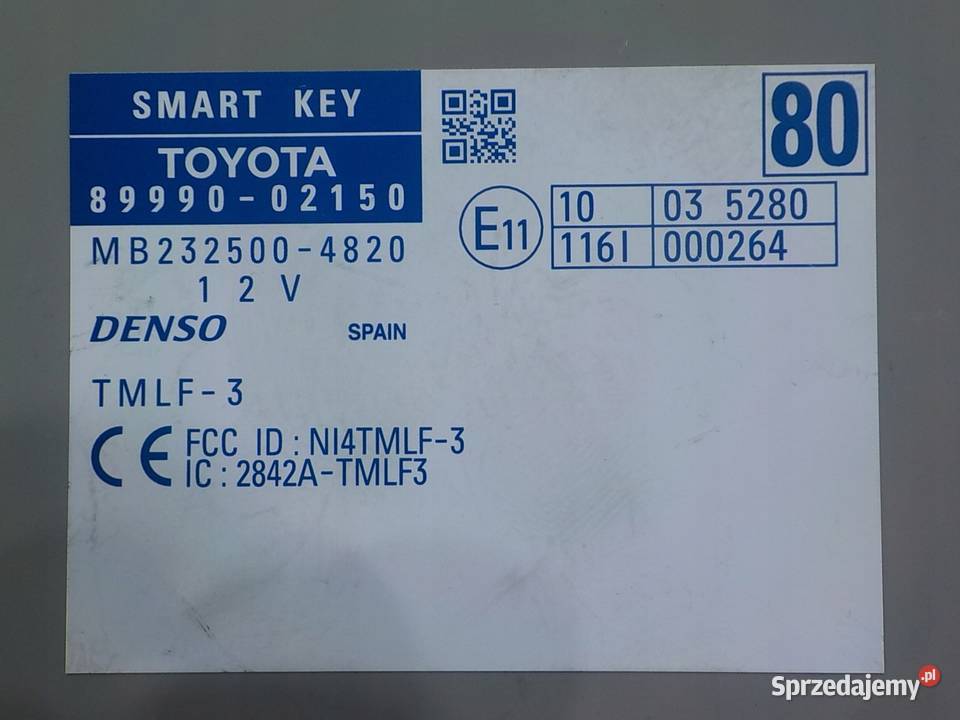 SMART KEY
TOYOTA
89990-02150
80
E11
10 03 5280
116I 000264
MB232500-4820
12V
DENSO SPAIN
TMLF-3
CE FCC ID : NI4TMLF-3
IC : 2842A-TMLF3
Sprzedajemy.pl